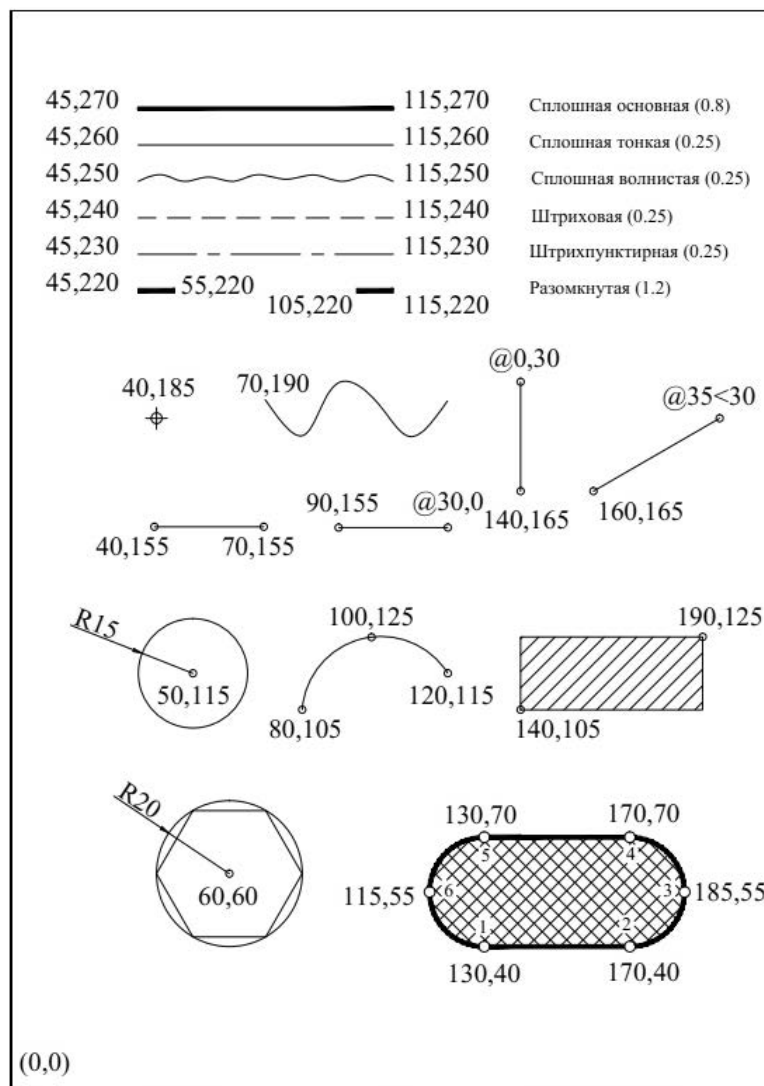 45,270 115,270 Сплошная основная (0.8)
45,260 115,260 Сплошная тонкая (0.25)
45,250 115,250 Сплошная волнистая (0.25)
45,240 115,240 Штриховая (0.25)
45,230 115,230 Штрихпунктирная (0.25)
45,220 55,220 105,220 115,220 Разомкнутая (1.2)
@0,30
40,185 70,190 @35<30
90,155 @30,0 140,165 160,165
40,155 70,155
R15 100,125 190,125
50,115 120,115
80,105 140,105
R20 130,70 170,70
5 4
60,60 115,55 6 3 185,55
1 2
130,40 170,40
(0,0)